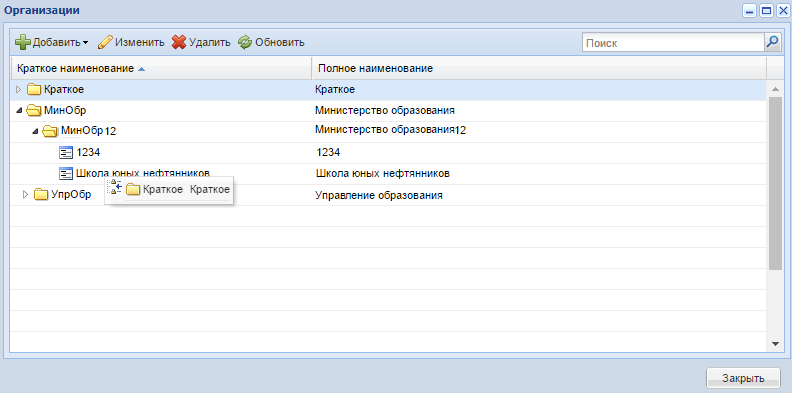 Организации
Добавить Изменить Удалить Обновить Поиск
Краткое наименование Полное наименование
Краткое Краткое
МинОбр Министерство образования
МинОбр12 Министерство образования12
1234 1234
Школа юных нефтянников Школа юных нефтянников
Краткое Краткое
УпрОбр Управление образования
Закрыть